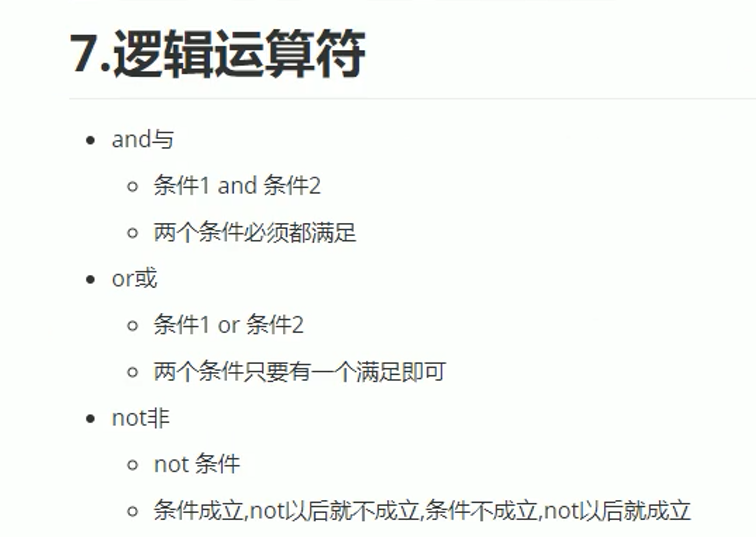 7.逻辑运算符
and与
条件1 and 条件2
两个条件必须都满足
or或
条件1 or 条件2
两个条件只要有一个满足即可
not非
not 条件
条件成立,not以后就不成立,条件不成立,not以后就成立